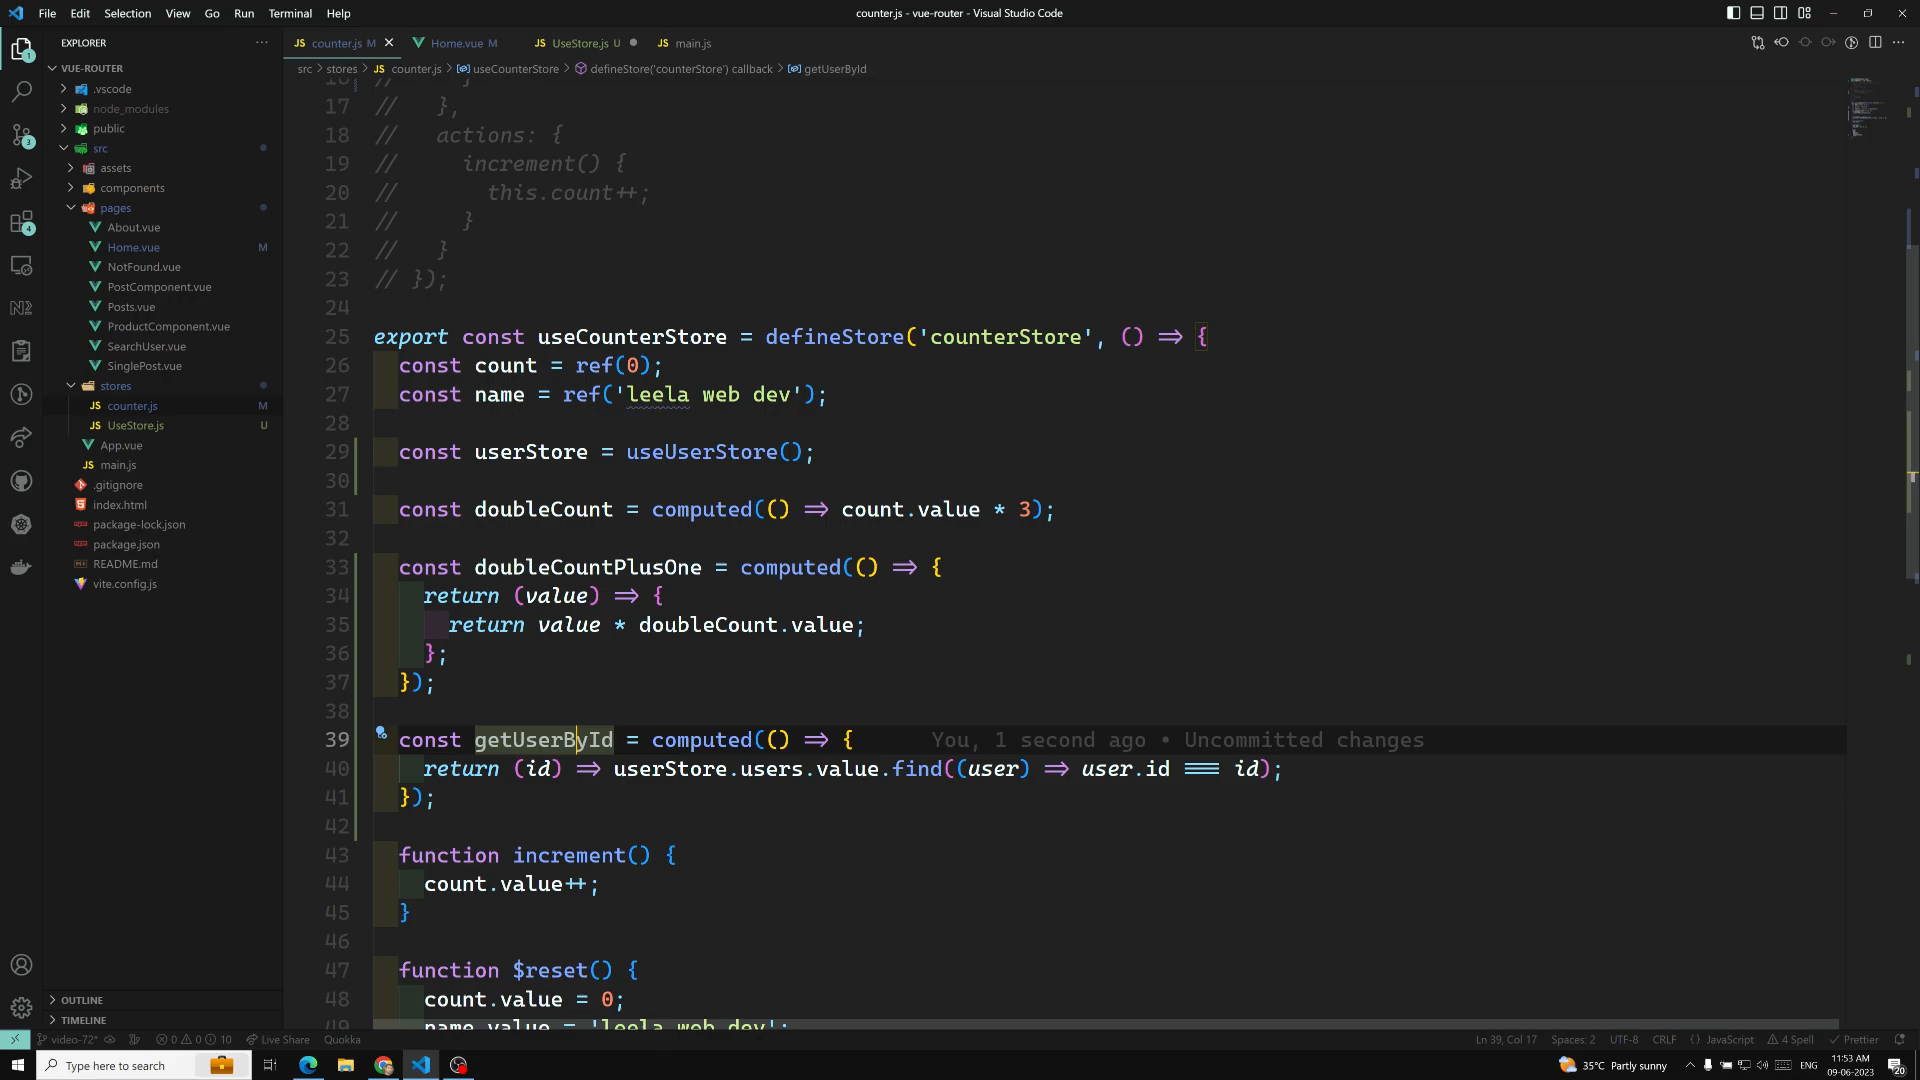 File Edit Selection View Go Run Terminal Help
counter.js - vue-router - Visual Studio Code
EXPLORER
VUE-ROUTER
.vscode
node_modules
public
src
assets
components
pages
About.vue
Home.vue M
NotFound.vue
PostComponent.vue
Posts.vue
ProductComponent.vue
SearchUser.vue
SinglePost.vue
stores
counter.js M
UseStore.js U
App.vue
main.js
.gitignore
index.html
package-lock.json
package.json
README.md
vite.config.js
OUTLINE
TIMELINE
JS counter.js M Home.vue M JS UseStore.js U JS main.js
src > stores > JS counter.js > useCounterStore > defineStore('counterStore') callback > getUserById
16 // }
17 // },
18 // actions: {
19 // increment() {
20 // this.count++;
21 // }
22 // }
23 // });
24
25 export const useCounterStore = defineStore('counterStore', () => {
26 const count = ref(0);
27 const name = ref('leela web dev');
28
29 const userStore = useUserStore();
30
31 const doubleCount = computed(() => count.value * 3);
32
33 const doubleCountPlusOne = computed(() => {
34 return (value) => {
35 return value * doubleCount.value;
36 };
37 });
38
39 const getUserById = computed(() => { You, 1 second ago • Uncommitted changes
40 return (id) => userStore.users.value.find((user) => user.id === id);
41 });
42
43 function increment() {
44 count.value++;
45 }
46
47 function $reset() {
48 count.value = 0;
49 name.value = 'leela web dev';
video-72* 0 0 10 Live Share Quokka
Ln 39, Col 17 Spaces: 2 UTF-8 CRLF {} JavaScript 4 Spell Prettier
Type here to search
35°C Partly sunny ENG 11:53 AM
09-06-2023 20